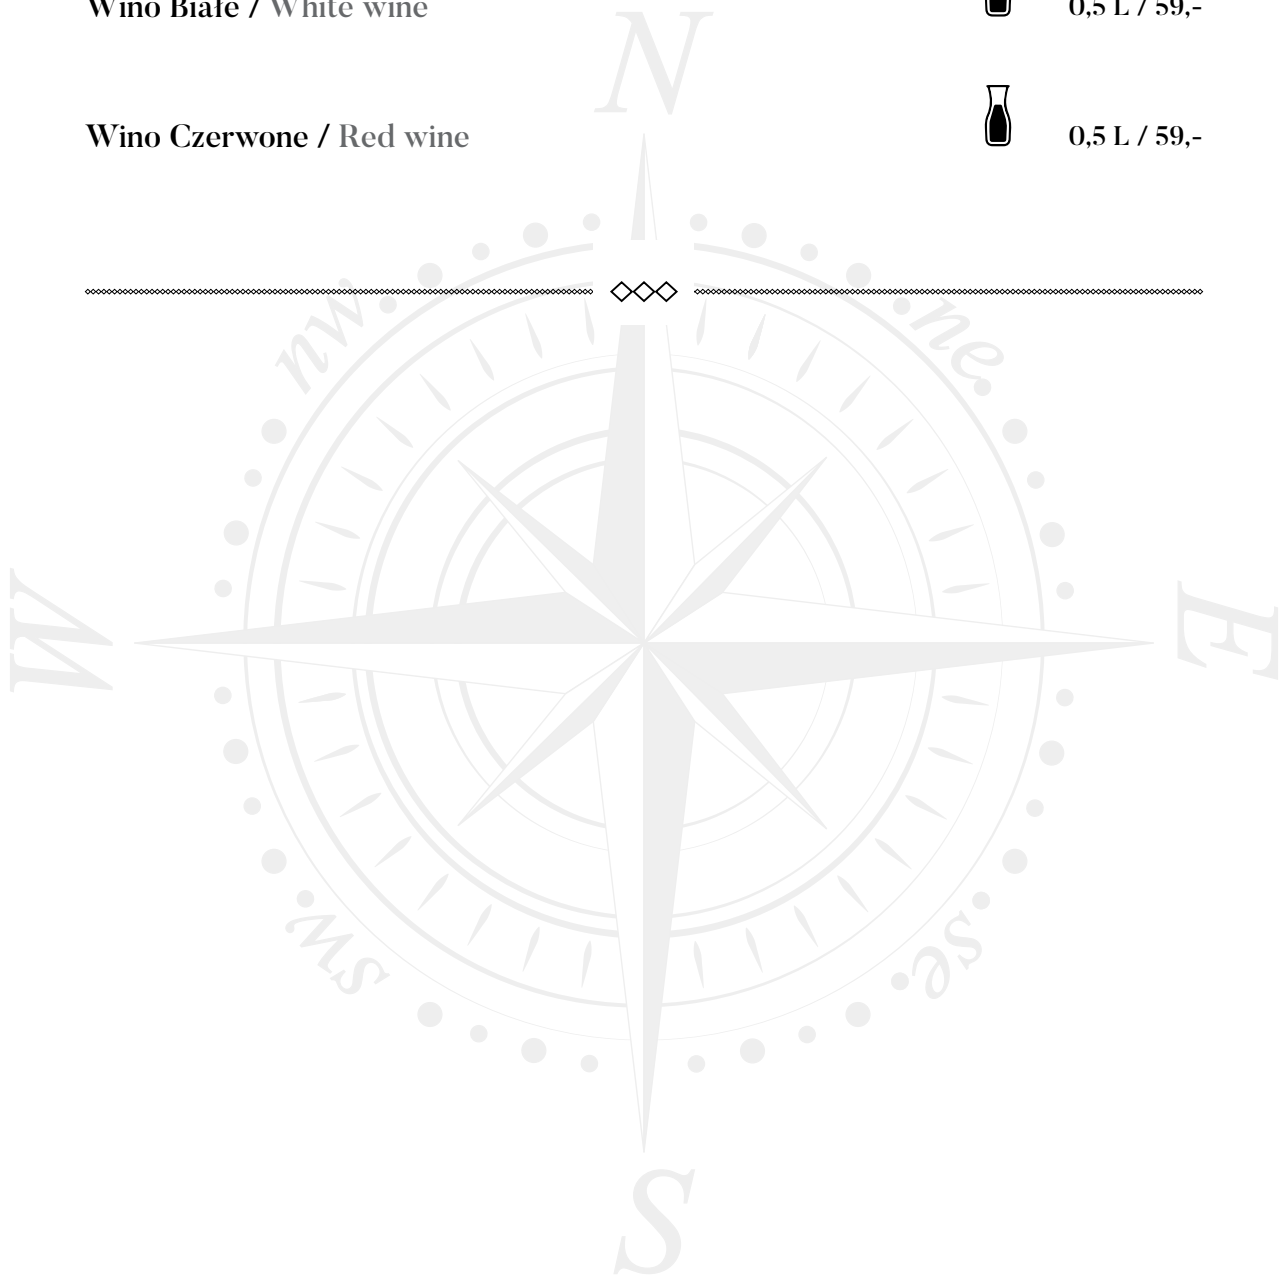 Wino Białe / White wine 0,5 L / 59,-
N
Wino Czerwone / Red wine 0,5 L / 59,-
nw
ne
W
E
sw
se
S